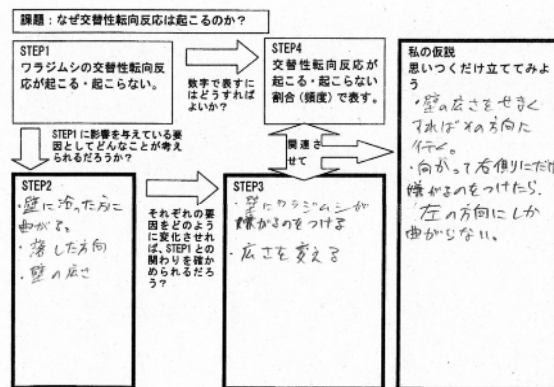 課題：なぜ交替性転向反応は起こるのか？
STEP1
ワラジムシの交替性転向反
応が起こる・起こらない。
数字で表すに
はどうすれば
よいか？
STEP4
交替性転向反応が
起こる・起こらない
割合（頻度）で表す。
私の仮説
思いつくだけ立ててみよ
う
・壁の広さをせまく
すればその方向に
行く。
・向かって右側にだけ
嫌がるのをつけたら、
左の方向にしか
曲がらない。
STEP1に影響を与えている要
因としてどんなことが考え
られるだろうか？
関連さ
せて
STEP2
・壁に沿った方に
曲がる。
・落した方向
・壁の広さ
それぞれの要
因をどのよう
に変化させれ
ば、STEP1との
関わりを確か
められるだろ
う？
STEP3
・壁にワラジムシが
嫌がるのをつける
・広さを変える